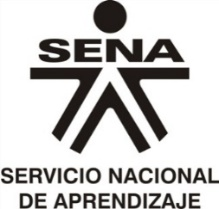 SENA
SERVICIO NACIONAL
DE APRENDIZAJE